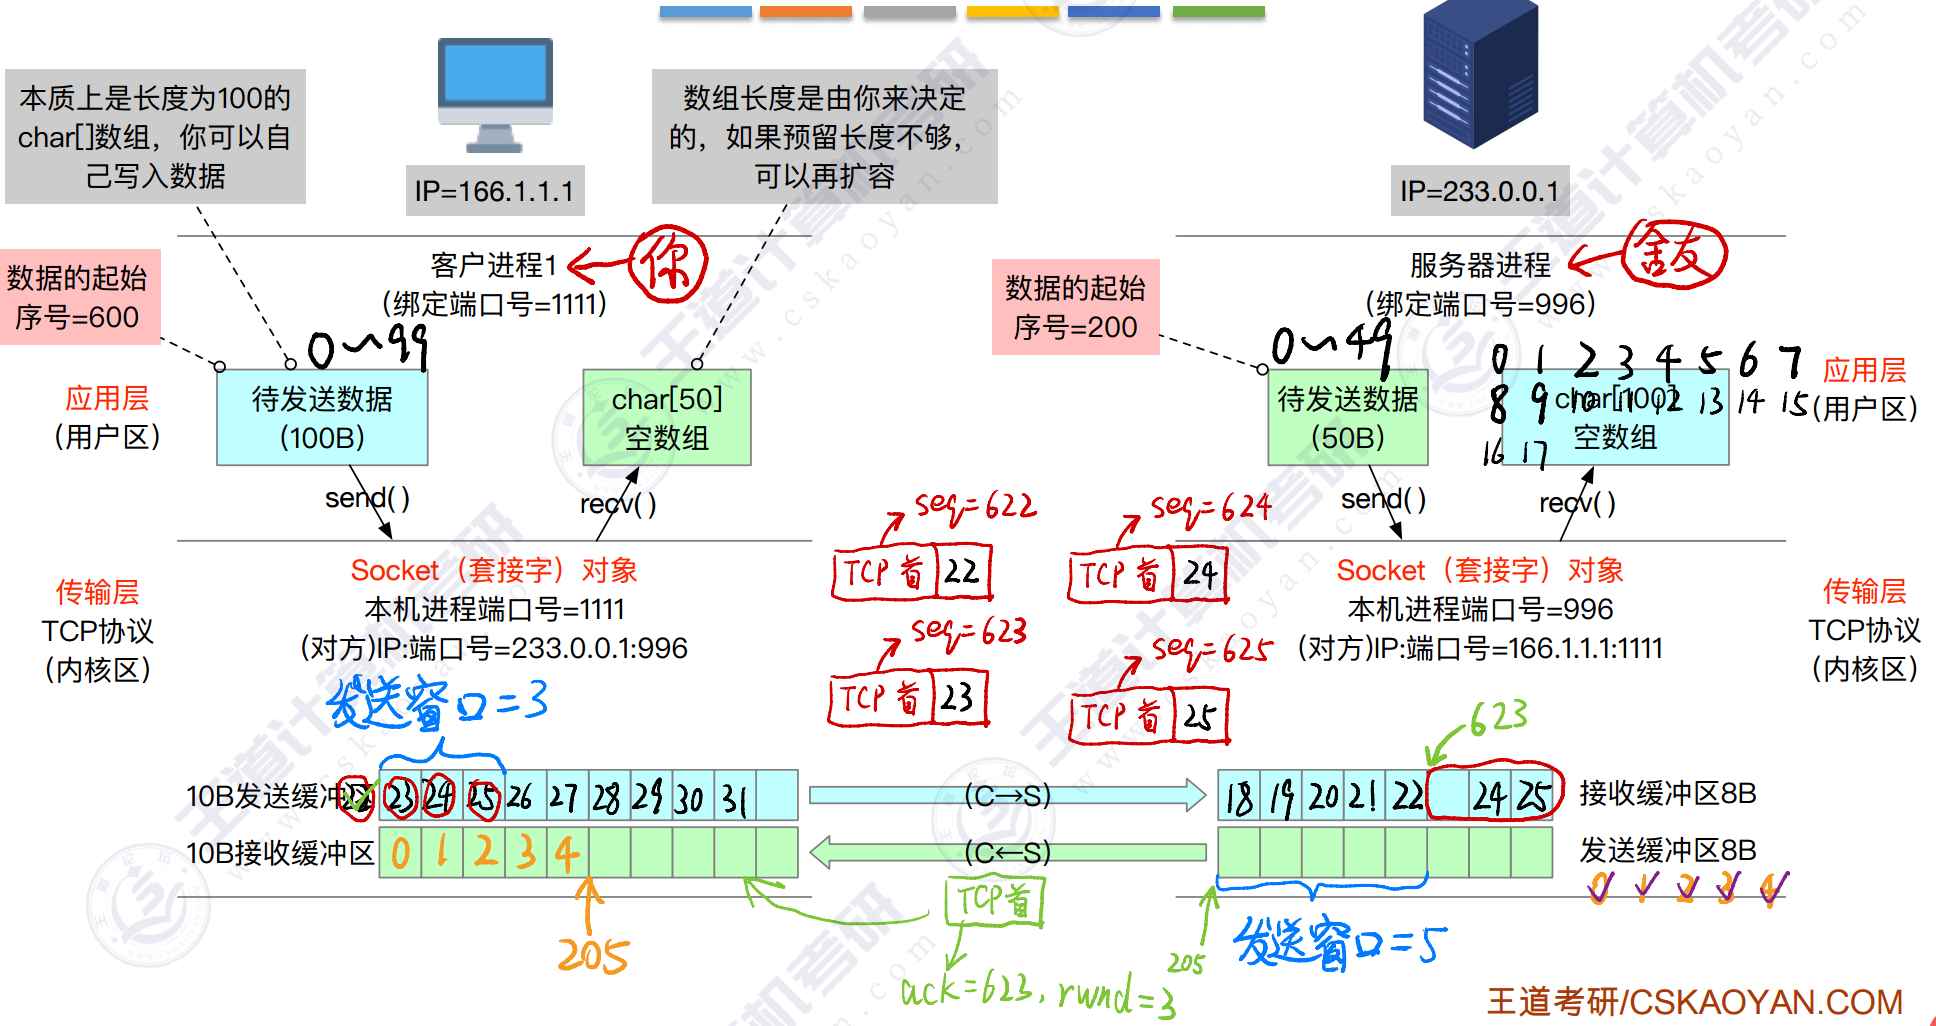 本质上是长度为100的
char[]数组，你可以自
己写入数据
IP=166.1.1.1
数组长度是由你来决定
的，如果预留长度不够，
可以再扩容
IP=233.0.0.1
数据的起始
序号=600
客户进程1
(绑定端口号=1111)
你
数据的起始
序号=200
服务器进程
(绑定端口号=996)
舍友
0~99
0~49
0 1 2 3 4 5 6 7
8 9 10 11 12 13 14 15
16 17
应用层
(用户区)
待发送数据
(100B)
char[50]
空数组
待发送数据
(50B)
char[100]
空数组
应用层
(用户区)
send( )
recv( )
send( )
recv( )
seq=622
TCP首 22
seq=624
TCP首 24
seq=623
TCP首 23
seq=625
TCP首 25
传输层
TCP协议
(内核区)
Socket（套接字）对象
本机进程端口号=1111
(对方)IP:端口号=233.0.0.1:996
Socket（套接字）对象
本机进程端口号=996
(对方)IP:端口号=166.1.1.1:1111
传输层
TCP协议
(内核区)
发送窗口=3
623
10B发送缓冲区
22 23 24 25 26 27 28 29 30 31
(C→S)
18 19 20 21 22 24 25
接收缓冲区8B
10B接收缓冲区
0 1 2 3 4
(C←S)
发送缓冲区8B
0 1 2 3 4
205
TCP首
ack=623, rwnd=3
205
发送窗口=5
王道考研/CSKAOYAN.COM
王道计算机考研
www.cskaoyan.com